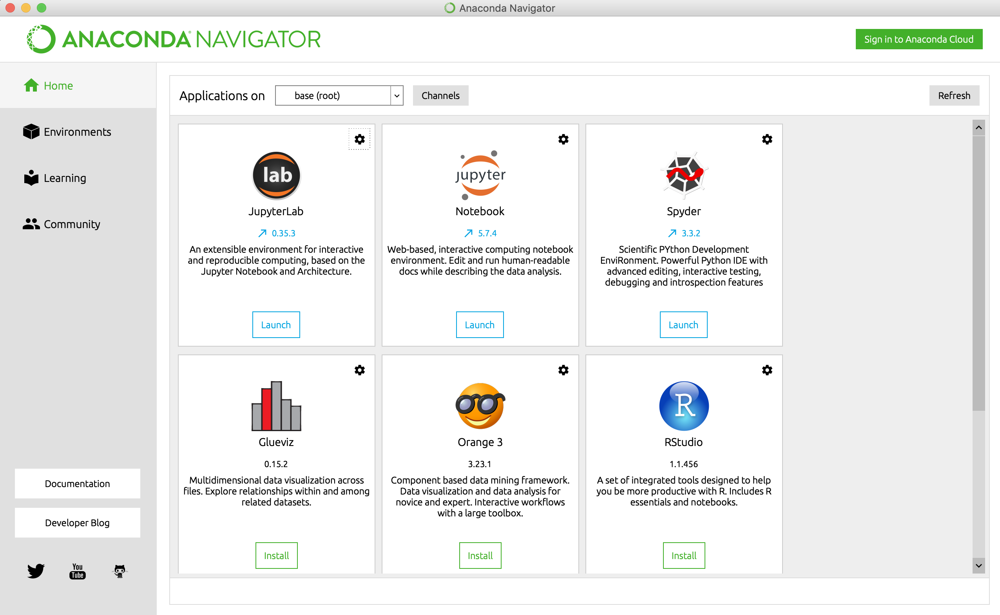 Anaconda Navigator
ANACONDA® NAVIGATOR
Sign in to Anaconda Cloud
Home
Environments
Learning
Community
Documentation
Developer Blog
You
Tube
Applications on
base (root)
Channels
Refresh
lab
JupyterLab
0.35.3
An extensible environment for interactive
and reproducible computing, based on the
Jupyter Notebook and Architecture.
Launch
jupyter
Notebook
5.7.4
Web-based, interactive computing notebook
environment. Edit and run human-readable
docs while describing the data analysis.
Launch
Spyder
3.3.2
Scientific PYthon Development
EnviRonment. Powerful Python IDE with
advanced editing, interactive testing,
debugging and introspection features
Launch
Glueviz
0.15.2
Multidimensional data visualization across
files. Explore relationships within and among
related datasets.
Install
Orange 3
3.23.1
Component based data mining framework.
Data visualization and data analysis for
novice and expert. Interactive workflows
with a large toolbox.
Install
R
RStudio
1.1.456
A set of integrated tools designed to help
you be more productive with R. Includes R
essentials and notebooks.
Install